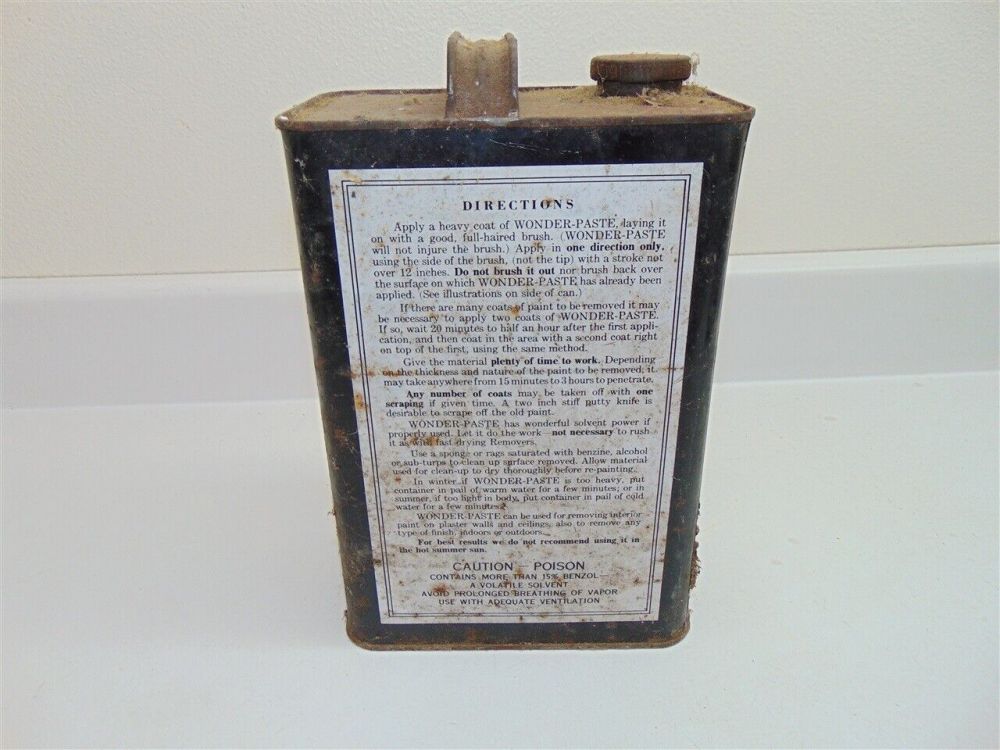 DIRECTIONS
Apply a heavy coat of WONDER-PASTE, laying it
on with a good, full-haired brush. (WONDER-PASTE
will not injure the brush.) Apply in one direction only,
using the side of the brush, (not the tip) with a stroke not
over 12 inches. Do not brush it out nor brush back over
the surface on which WONDER-PASTE has already been
applied. (See illustrations on side of can.)
If there are many coats of paint to be removed it may
be necessary to apply two coats of WONDER-PASTE.
If so, wait 20 minutes to half an hour after the first appli-
cation, and then coat in the area with a second coat right
on top of the first, using the same method.
Give the material plenty of time to work. Depending
on the thickness and nature of the paint to be removed, it
may take anywhere from 15 minutes to 3 hours to penetrate.
Any number of coats may be taken off with one
scraping if given time. A two inch stiff putty knife is
desirable to scrape off the old paint.
WONDER-PASTE has wonderful solvent power if
properly used. Let it do the work—not necessary to rush
it as with fast drying Removers.
Use a sponge or rags saturated with benzine, alcohol
or sub-turps to clean up surface removed. Allow material
used for clean-up to dry thoroughly before re-painting.
In winter if WONDER-PASTE is too heavy, put
container in pail of warm water for a few minutes; or in
summer, if too light in body, put container in pail of cold
water for a few minutes.
WONDER-PASTE can be used for removing interior
paint on plaster walls and ceilings, also to remove any
type of finish, indoors or outdoors.
For best results we do not recommend using it in
the hot summer sun.
CAUTION — POISON
CONTAINS MORE THAN 15% BENZOL
A VOLATILE SOLVENT
AVOID PROLONGED BREATHING OF VAPOR
USE WITH ADEQUATE VENTILATION